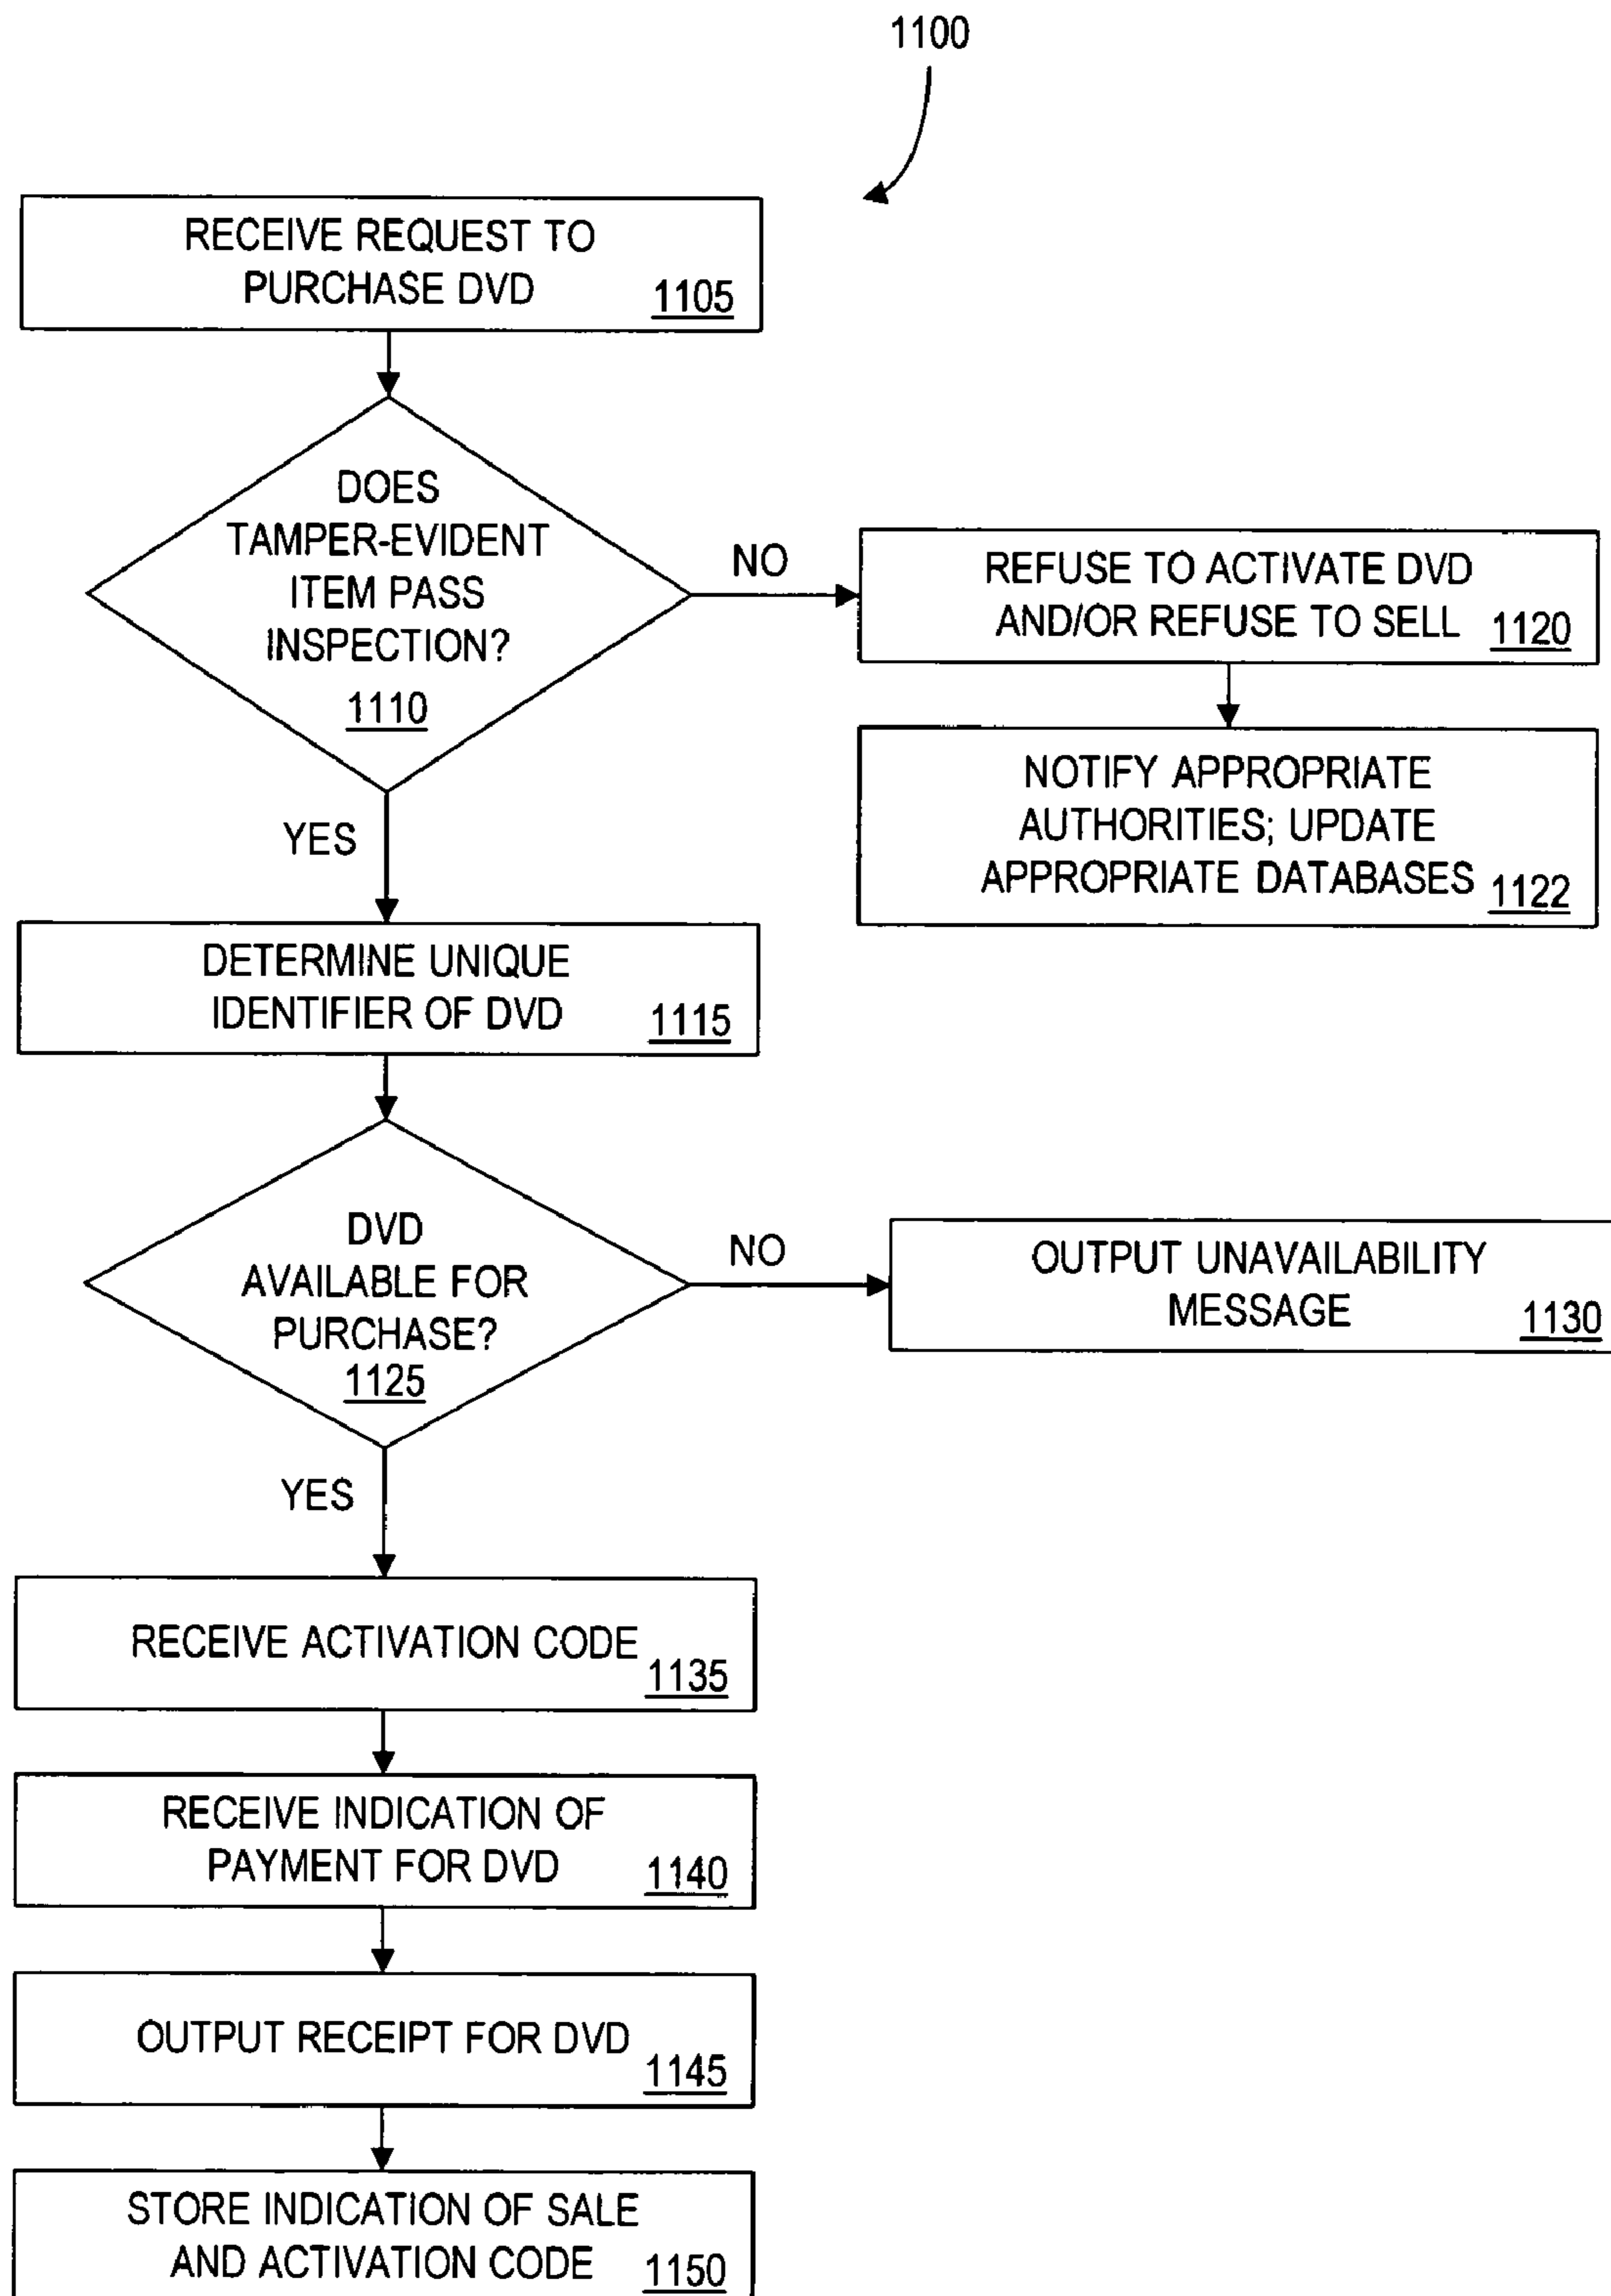 1100
RECEIVE REQUEST TO
PURCHASE DVD 1105
DOES
TAMPER-EVIDENT
ITEM PASS
INSPECTION?
1110
NO
REFUSE TO ACTIVATE DVD
AND/OR REFUSE TO SELL 1120
NOTIFY APPROPRIATE
AUTHORITIES; UPDATE
APPROPRIATE DATABASES 1122
YES
DETERMINE UNIQUE
IDENTIFIER OF DVD 1115
DVD
AVAILABLE FOR
PURCHASE?
1125
NO
OUTPUT UNAVAILABILITY
MESSAGE 1130
YES
RECEIVE ACTIVATION CODE 1135
RECEIVE INDICATION OF
PAYMENT FOR DVD 1140
OUTPUT RECEIPT FOR DVD 1145
STORE INDICATION OF SALE
AND ACTIVATION CODE 1150